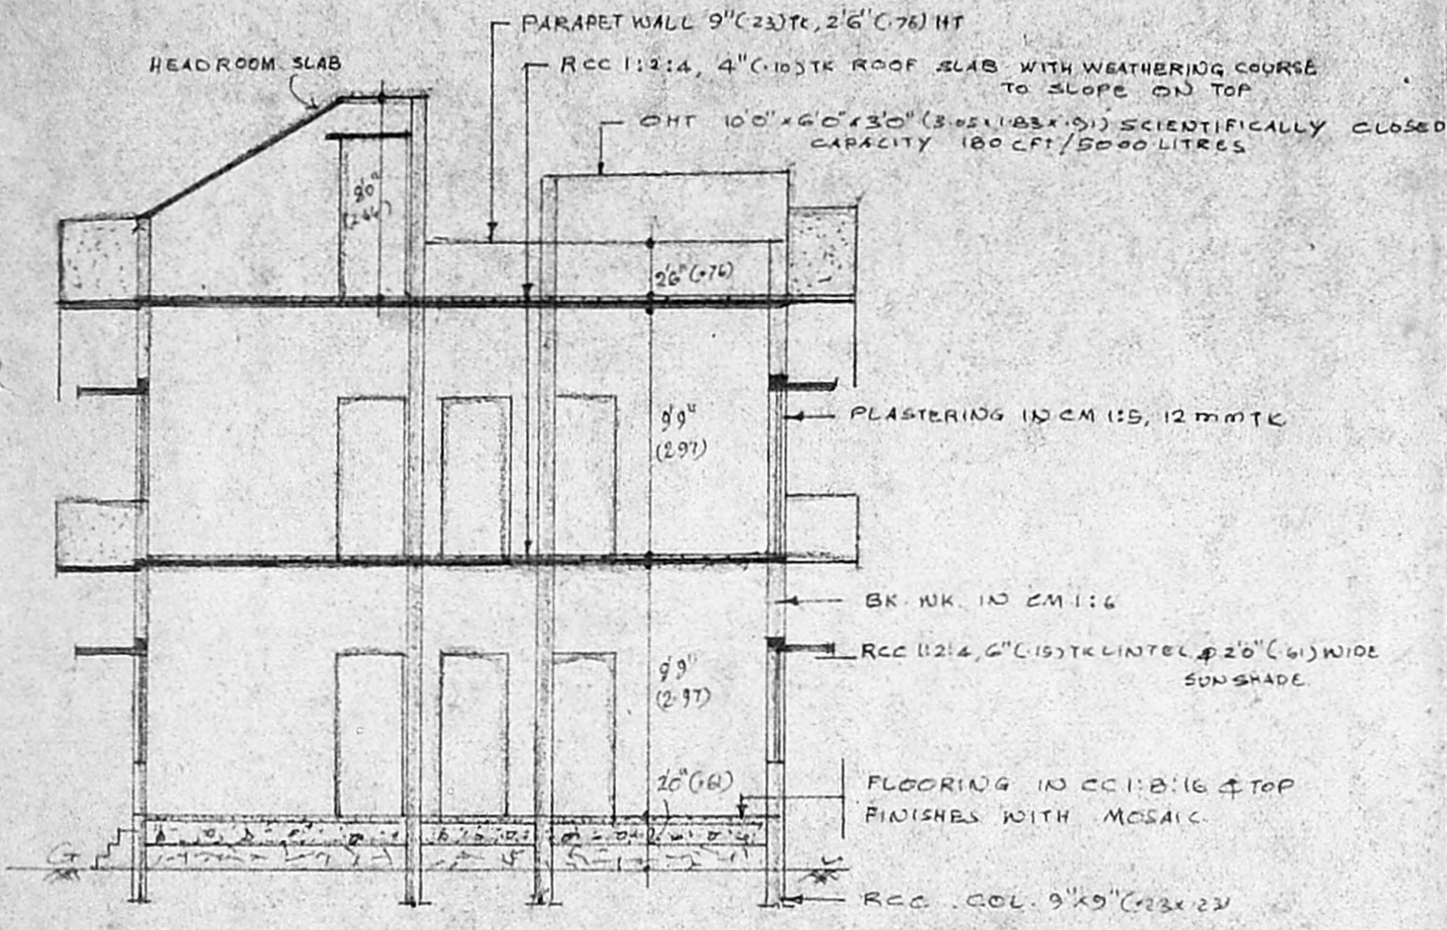 PARAPET WALL 9"(.23)TK, 2'6"(.76) HT
HEADROOM SLAB
RCC 1:2:4, 4"(.10)TK ROOF SLAB WITH WEATHERING COURSE
TO SLOPE ON TOP
OHT 10'0"x6'0"x3'0" (3.05x1.83x.91) SCIENTIFICALLY CLOSED
CAPACITY 180 CFT/5000 LITRES
8'0"
(2.44)
2'6"(.76)
9'9"
(2.97)
PLASTERING IN CM 1:5, 12 mm TK
BK. WK. IN CM 1:6
RCC 1:2:4, 6"(.15)TK LINTEL & 2'0"(.61) WIDE
SUNSHADE
9'9"
(2.97)
2'0"(.61)
FLOORING IN CC 1:8:16 & TOP
FINISHES WITH MOSAIC.
G
L
RCC. COL. 9"x9"(.23x.23)